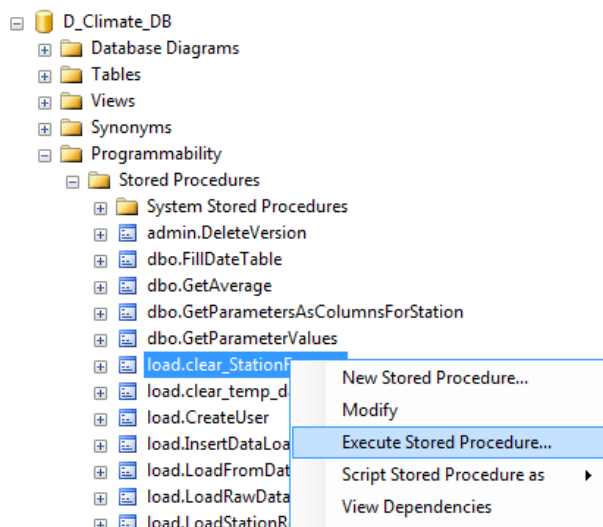 D_Climate_DB
Database Diagrams
Tables
Views
Synonyms
Programmability
Stored Procedures
System Stored Procedures
admin.DeleteVersion
dbo.FillDateTable
dbo.GetAverage
dbo.GetParametersAsColumnsForStation
dbo.GetParameterValues
load.clear_Station
load.clear_temp_d
load.CreateUser
load.InsertDataLoa
load.LoadFromDat
load.LoadRawData
load.LoadStationR
New Stored Procedure...
Modify
Execute Stored Procedure...
Script Stored Procedure as
View Dependencies